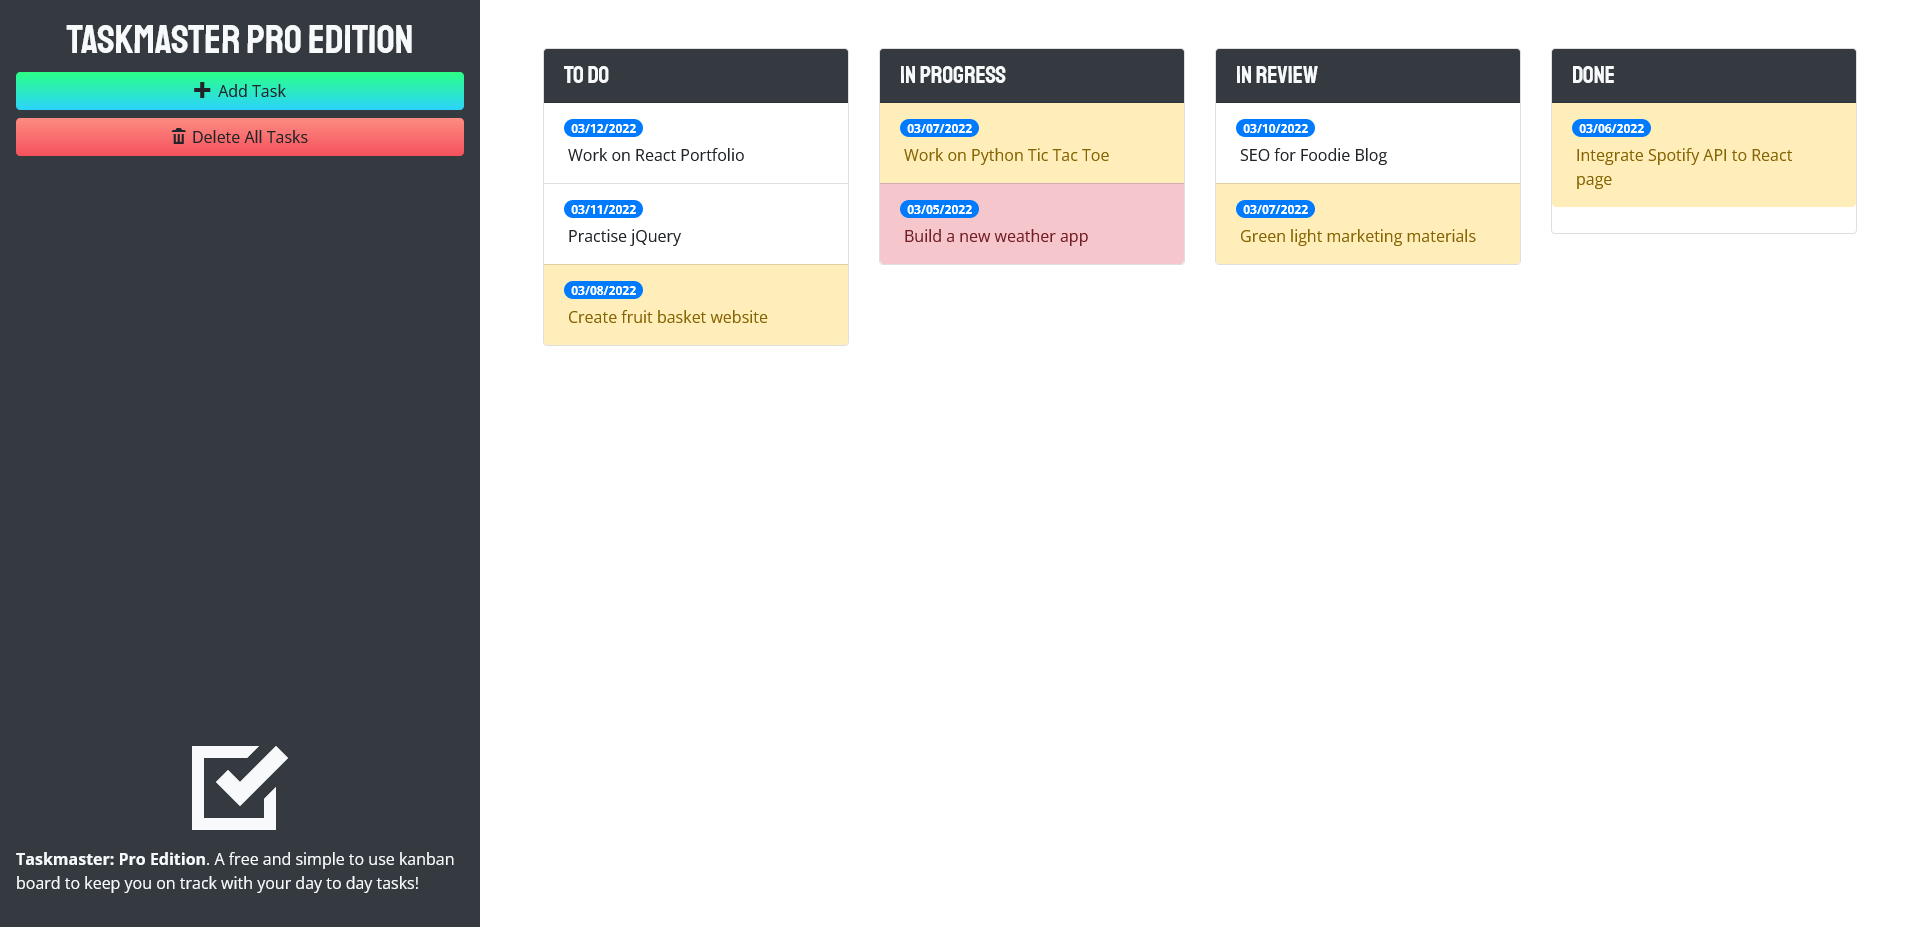 TASKMASTER PRO EDITION
Add Task
Delete All Tasks
Taskmaster: Pro Edition. A free and simple to use kanban
board to keep you on track with your day to day tasks!
TO DO
03/12/2022
Work on React Portfolio
03/11/2022
Practise jQuery
03/08/2022
Create fruit basket website
IN PROGRESS
03/07/2022
Work on Python Tic Tac Toe
03/05/2022
Build a new weather app
IN REVIEW
03/10/2022
SEO for Foodie Blog
03/07/2022
Green light marketing materials
DONE
03/06/2022
Integrate Spotify API to React
page